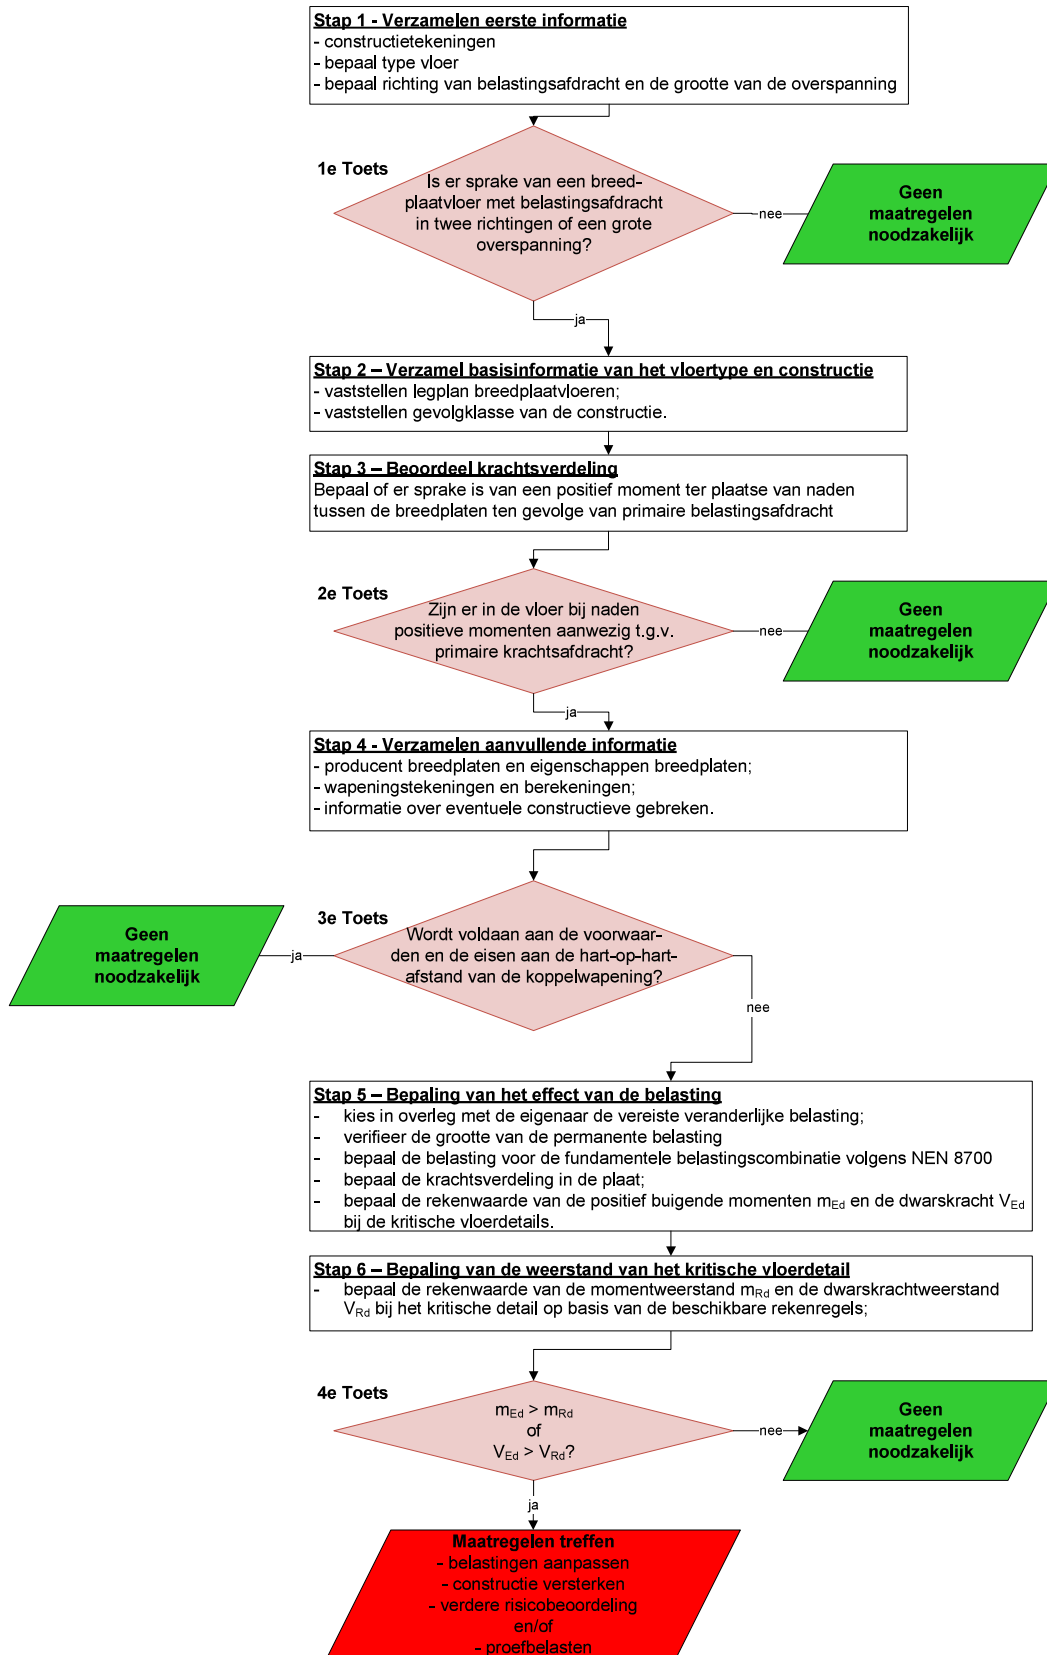 Stap 1 - Verzamelen eerste informatie
- constructietekeningen
- bepaal type vloer
- bepaal richting van belastingsafdracht en de grootte van de overspanning
1e Toets
Is er sprake van een breed-
plaatvloer met belastingsafdracht
in twee richtingen of een grote
overspanning?
nee
Geen
maatregelen
noodzakelijk
ja
Stap 2 – Verzamel basisinformatie van het vloertype en constructie
- vaststellen legplan breedplaatvloeren;
- vaststellen gevolgklasse van de constructie.
Stap 3 – Beoordeel krachtsverdeling
Bepaal of er sprake is van een positief moment ter plaatse van naden
tussen de breedplaten ten gevolge van primaire belastingsafdracht
2e Toets
Zijn er in de vloer bij naden
positieve momenten aanwezig t.g.v.
primaire krachtsafdracht?
nee
Geen
maatregelen
noodzakelijk
ja
Stap 4 - Verzamelen aanvullende informatie
- producent breedplaten en eigenschappen breedplaten;
- wapeningstekeningen en berekeningen;
- informatie over eventuele constructieve gebreken.
3e Toets
Wordt voldaan aan de voorwaar-
den en de eisen aan de hart-op-hart-
afstand van de koppelwapening?
ja
Geen
maatregelen
noodzakelijk
nee
Stap 5 – Bepaling van het effect van de belasting
- kies in overleg met de eigenaar de vereiste veranderlijke belasting;
- verifieer de grootte van de permanente belasting
- bepaal de belasting voor de fundamentele belastingscombinatie volgens NEN 8700
- bepaal de krachtsverdeling in de plaat;
- bepaal de rekenwaarde van de positief buigende momenten mEd en de dwarskracht VEd
bij de kritische vloerdetails.
Stap 6 – Bepaling van de weerstand van het kritische vloerdetail
- bepaal de rekenwaarde van de momentweerstand mRd en de dwarskrachtweerstand
VRd bij het kritische detail op basis van de beschikbare rekenregels;
4e Toets
mEd > mRd
of
VEd > VRd?
nee
Geen
maatregelen
noodzakelijk
ja
Maatregelen treffen
- belastingen aanpassen
- constructie versterken
- verdere risicobeoordeling
en/of
- proefbelasten